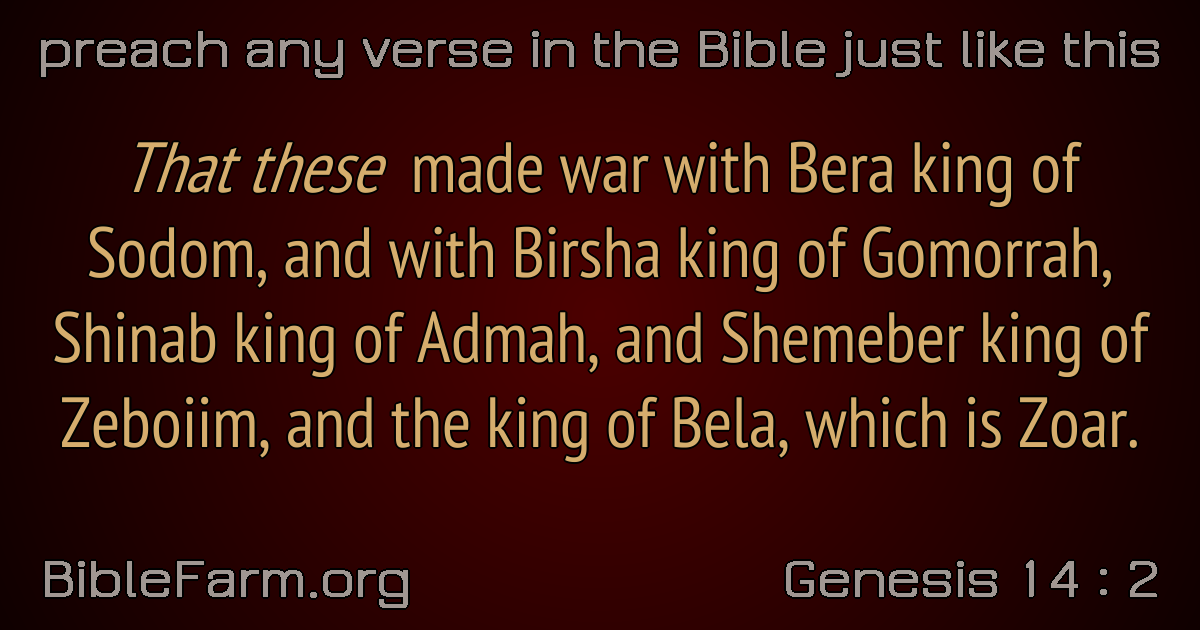 preach any verse in the Bible just like this
That these made war with Bera king of
Sodom, and with Birsha king of Gomorrah,
Shinab king of Admah, and Shemeber king of
Zeboiim, and the king of Bela, which is Zoar.
BibleFarm.org
Genesis 14 : 2